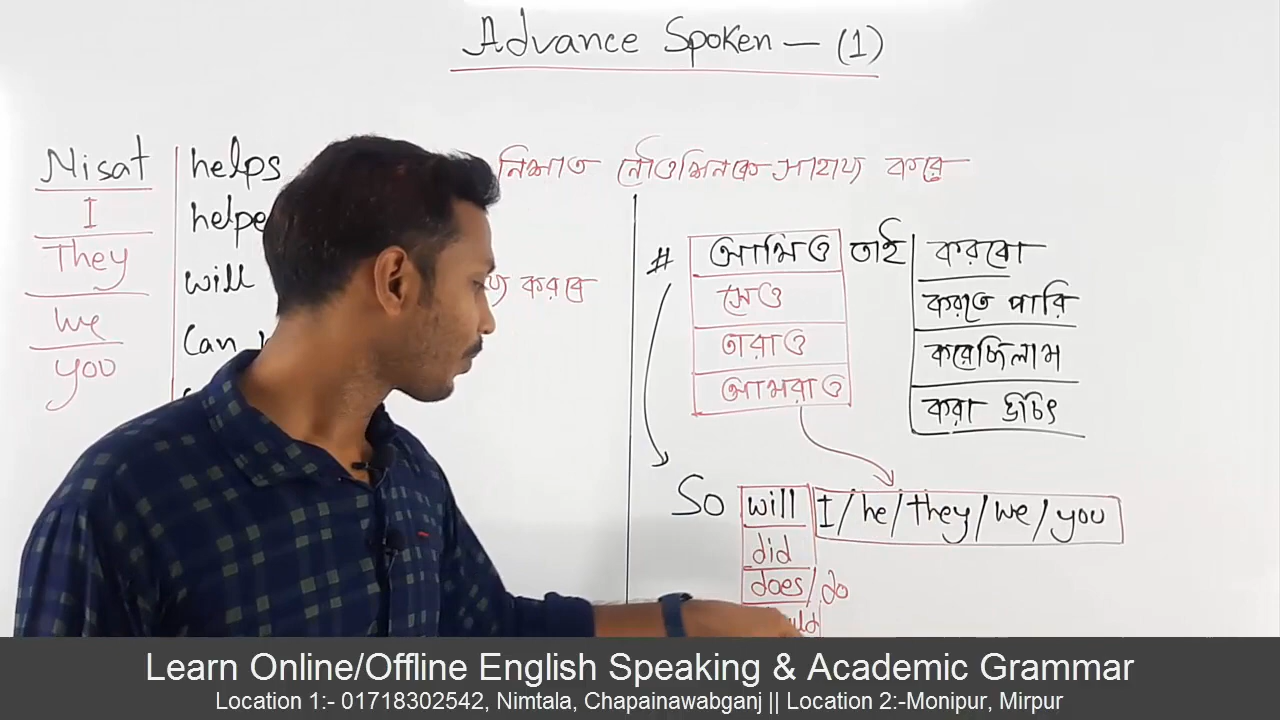 Advance Spoken — (1)
Nisat
I
They
we
you
helps
will
Can
নিশাত নৌওশিনকে সাহায্য করে
করবে
# আমিও তাই করবো
সেও
তারাও
আমরাও
করতে পারি
করেছিলাম
করা উচিৎ
So will I/he/they/we/you
did
does/do
Learn Online/Offline English Speaking & Academic Grammar
Location 1:- 01718302542, Nimtala, Chapainawabganj || Location 2:-Monipur, Mirpur